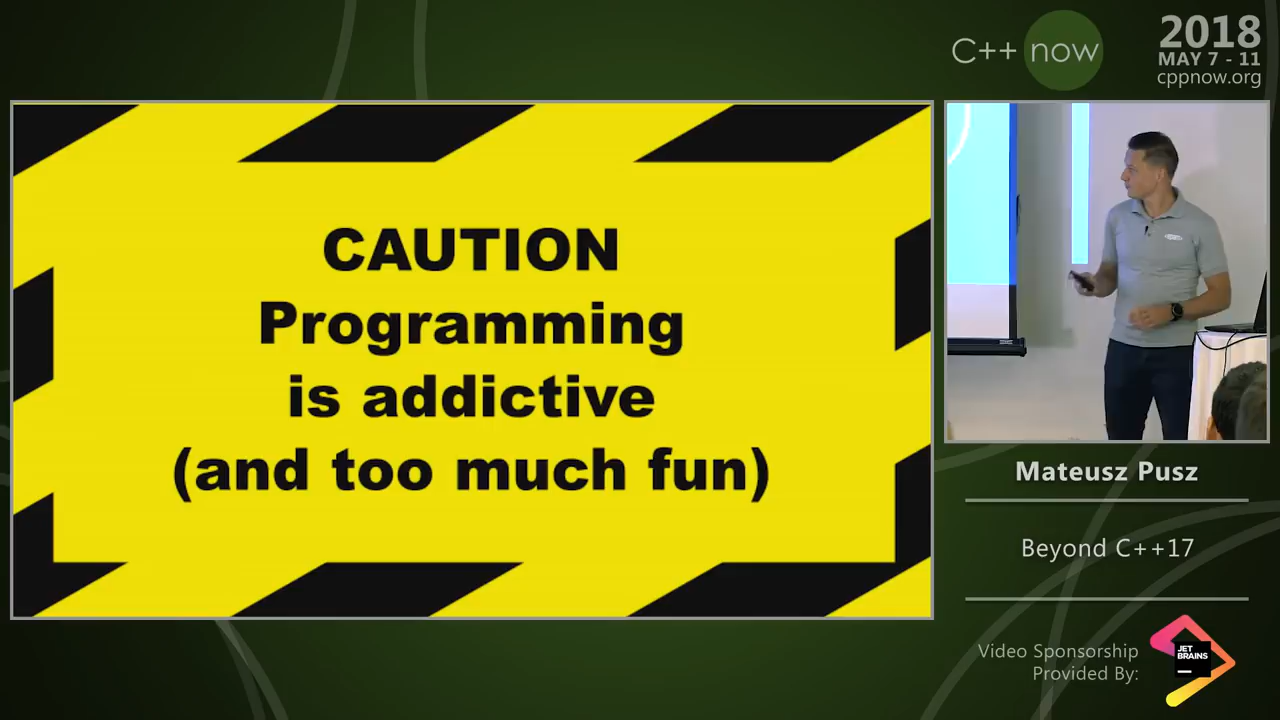 C++ now
2018
MAY 7 - 11
cppnow.org
CAUTION
Programming
is addictive
(and too much fun)
Mateusz Pusz
Beyond C++17
Video Sponsorship
Provided By:
JET
BRAINS